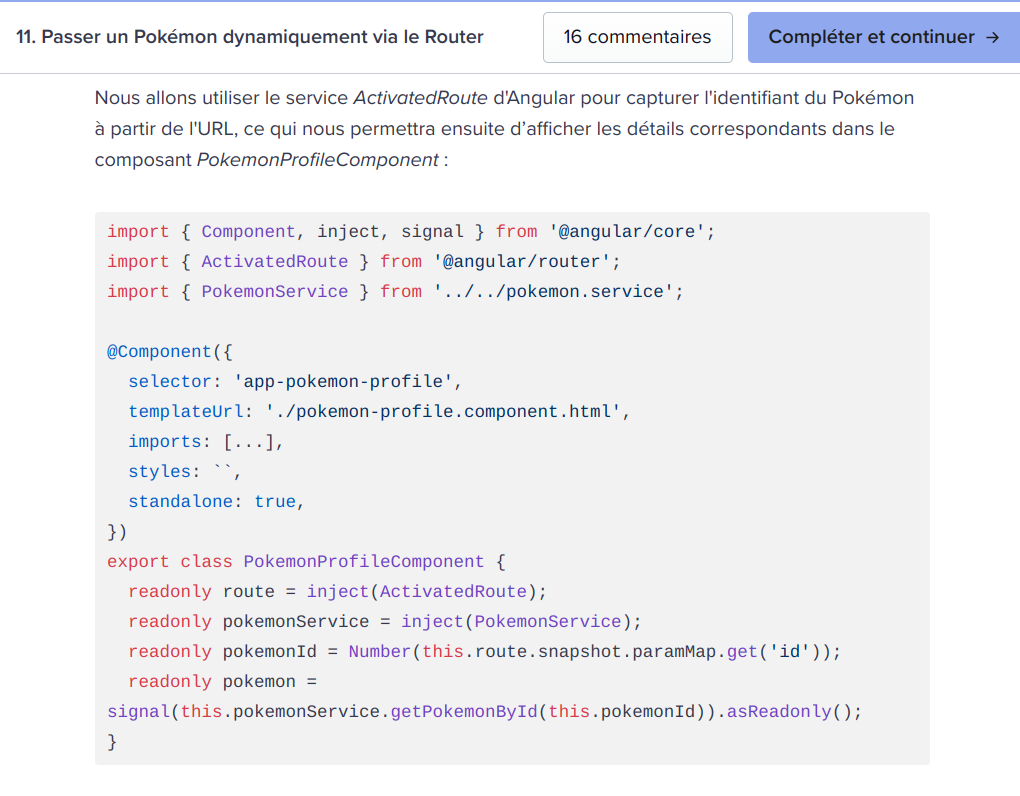 11. Passer un Pokémon dynamiquement via le Router
16 commentaires
Compléter et continuer →
Nous allons utiliser le service ActivatedRoute d'Angular pour capturer l'identifiant du Pokémon
à partir de l'URL, ce qui nous permettra ensuite d’afficher les détails correspondants dans le
composant PokemonProfileComponent :
import { Component, inject, signal } from '@angular/core';
import { ActivatedRoute } from '@angular/router';
import { PokemonService } from '../../pokemon.service';

@Component({
  selector: 'app-pokemon-profile',
  templateUrl: './pokemon-profile.component.html',
  imports: [...],
  styles: ``,
  standalone: true,
})
export class PokemonProfileComponent {
  readonly route = inject(ActivatedRoute);
  readonly pokemonService = inject(PokemonService);
  readonly pokemonId = Number(this.route.snapshot.paramMap.get('id'));
  readonly pokemon =
signal(this.pokemonService.getPokemonById(this.pokemonId)).asReadonly();
}